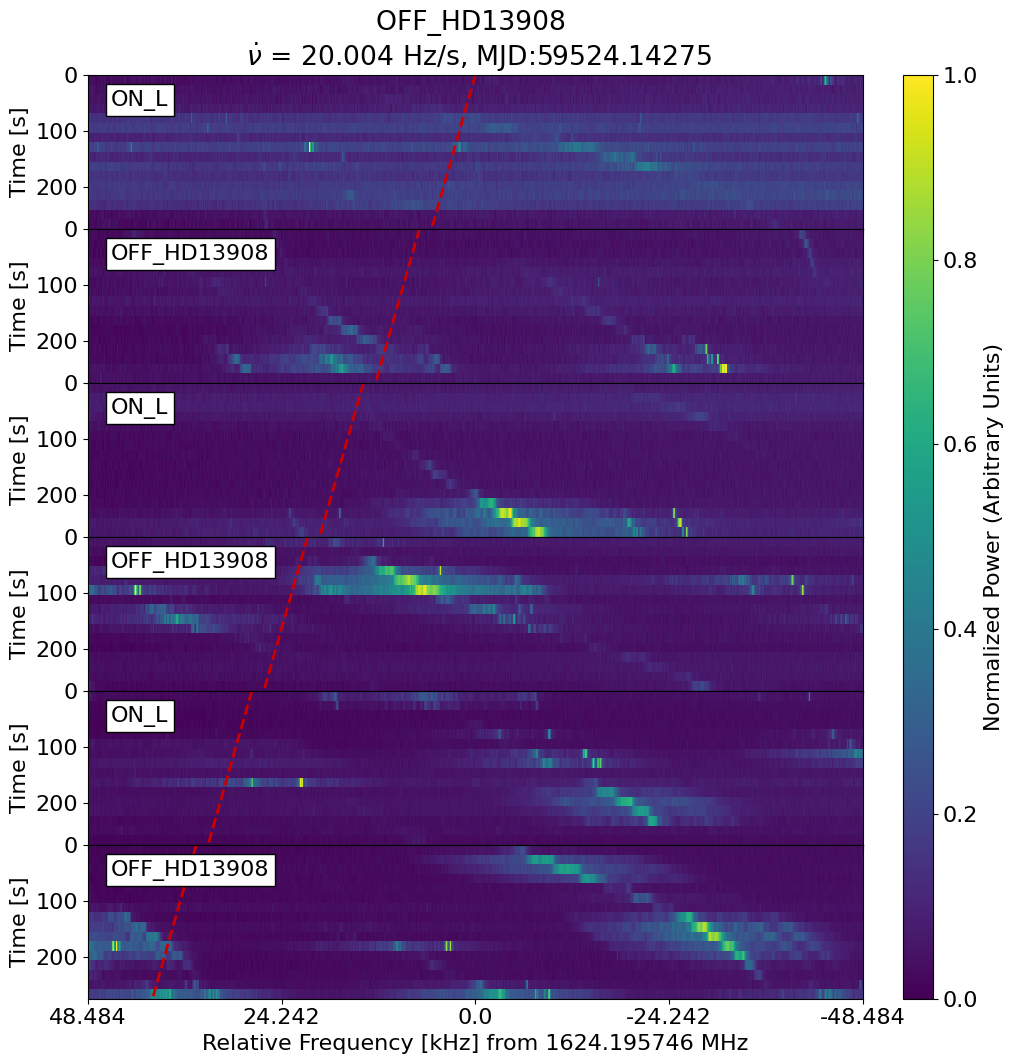 OFF_HD13908
ν̇ = 20.004 Hz/s, MJD:59524.14275
ON_L
OFF_HD13908
ON_L
OFF_HD13908
ON_L
OFF_HD13908
Time [s]
0
100
200
Time [s]
0
100
200
Time [s]
0
100
200
Time [s]
0
100
200
Time [s]
0
100
200
Time [s]
0
100
200
48.484 24.242 0.0 -24.242 -48.484
Relative Frequency [kHz] from 1624.195746 MHz
1.0
0.8
0.6
0.4
0.2
0.0
Normalized Power (Arbitrary Units)